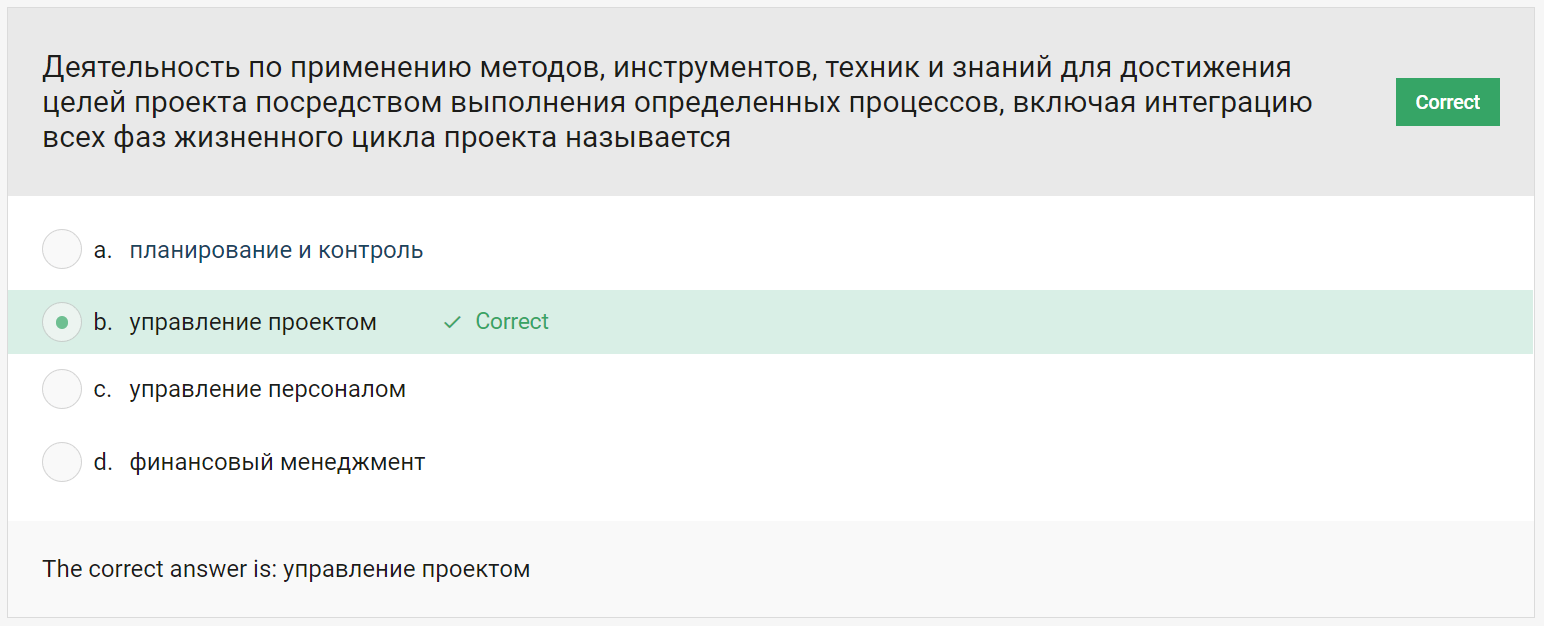 Деятельность по применению методов, инструментов, техник и знаний для достижения
целей проекта посредством выполнения определенных процессов, включая интеграцию
всех фаз жизненного цикла проекта называется
Correct
a. планирование и контроль
b. управление проектом Correct
c. управление персоналом
d. финансовый менеджмент
The correct answer is: управление проектом